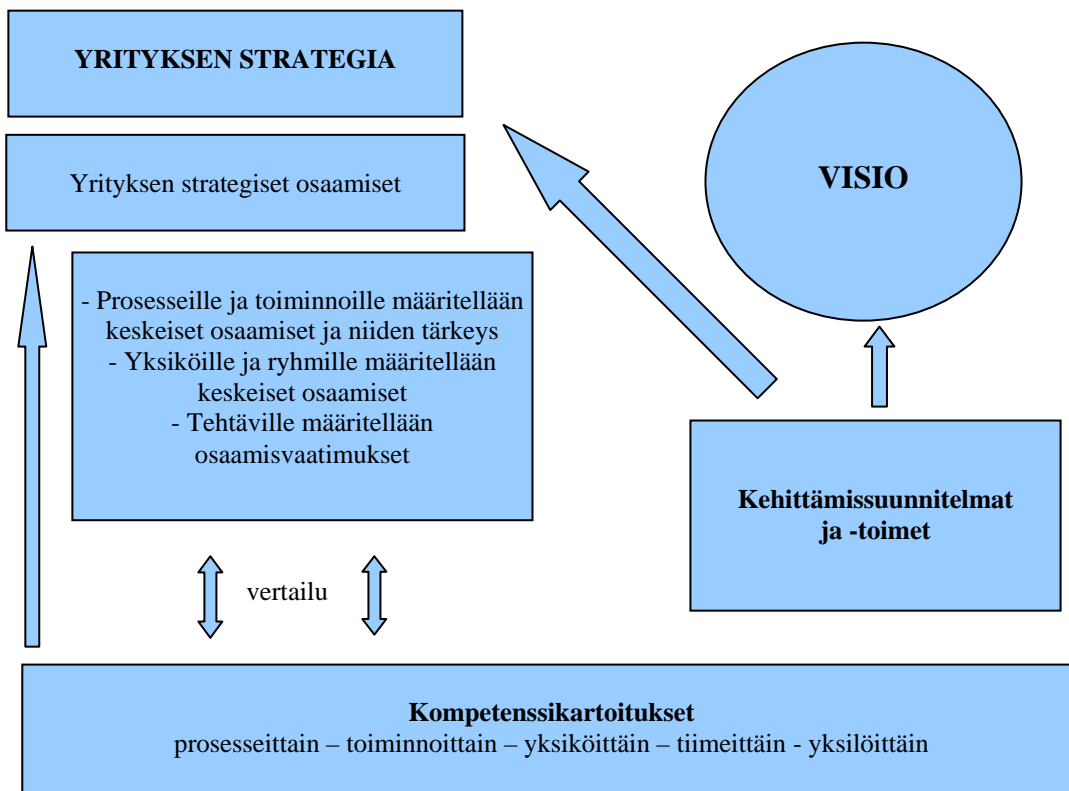 YRITYKSEN STRATEGIA
Yrityksen strategiset osaamiset
VISIO
- Prosesseille ja toiminnoille määritellään
keskeiset osaamiset ja niiden tärkeys
- Yksiköille ja ryhmille määritellään
keskeiset osaamiset
- Tehtäville määritellään
osaamisvaatimukset
Kehittämissuunnitelmat
ja -toimet
vertailu
Kompetenssikartoitukset
prosesseittain – toiminnoittain – yksiköittäin – tiimeittäin - yksilöittäin